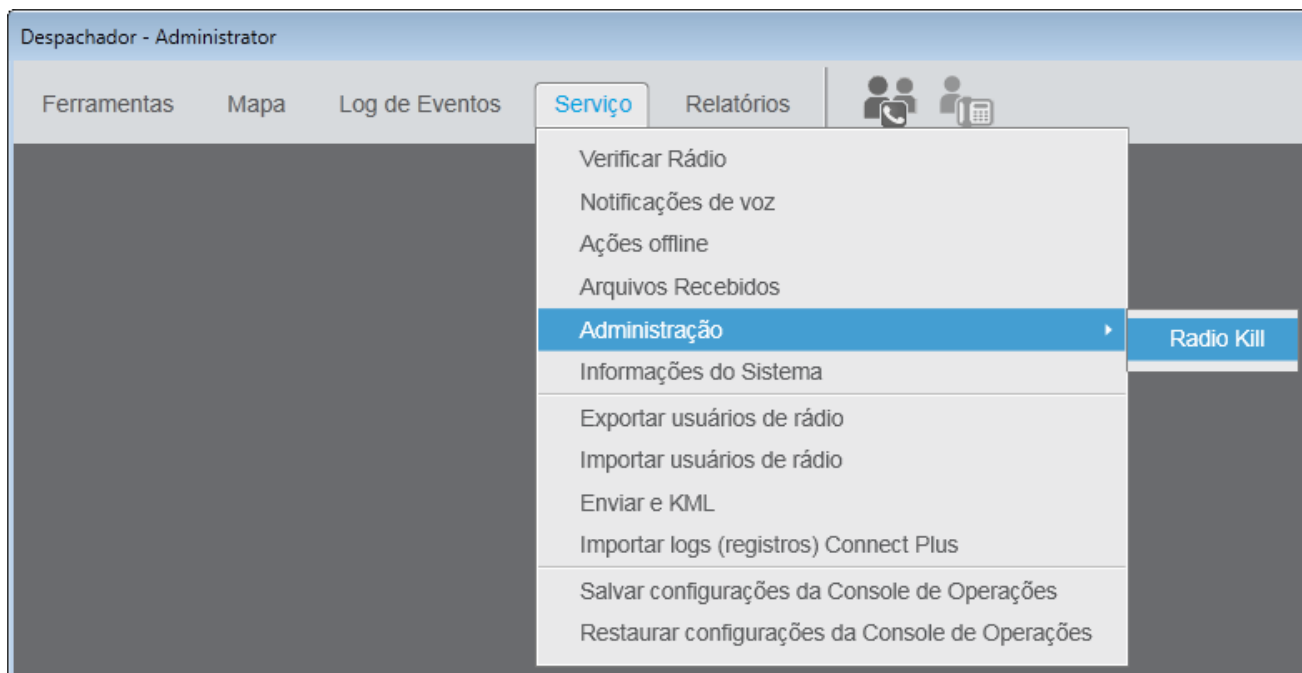 Despachador - Administrator
Ferramentas Mapa Log de Eventos Serviço Relatórios
Verificar Rádio
Notificações de voz
Ações offline
Arquivos Recebidos
Administração
Radio Kill
Informações do Sistema
Exportar usuários de rádio
Importar usuários de rádio
Enviar e KML
Importar logs (registros) Connect Plus
Salvar configurações da Console de Operações
Restaurar configurações da Console de Operações